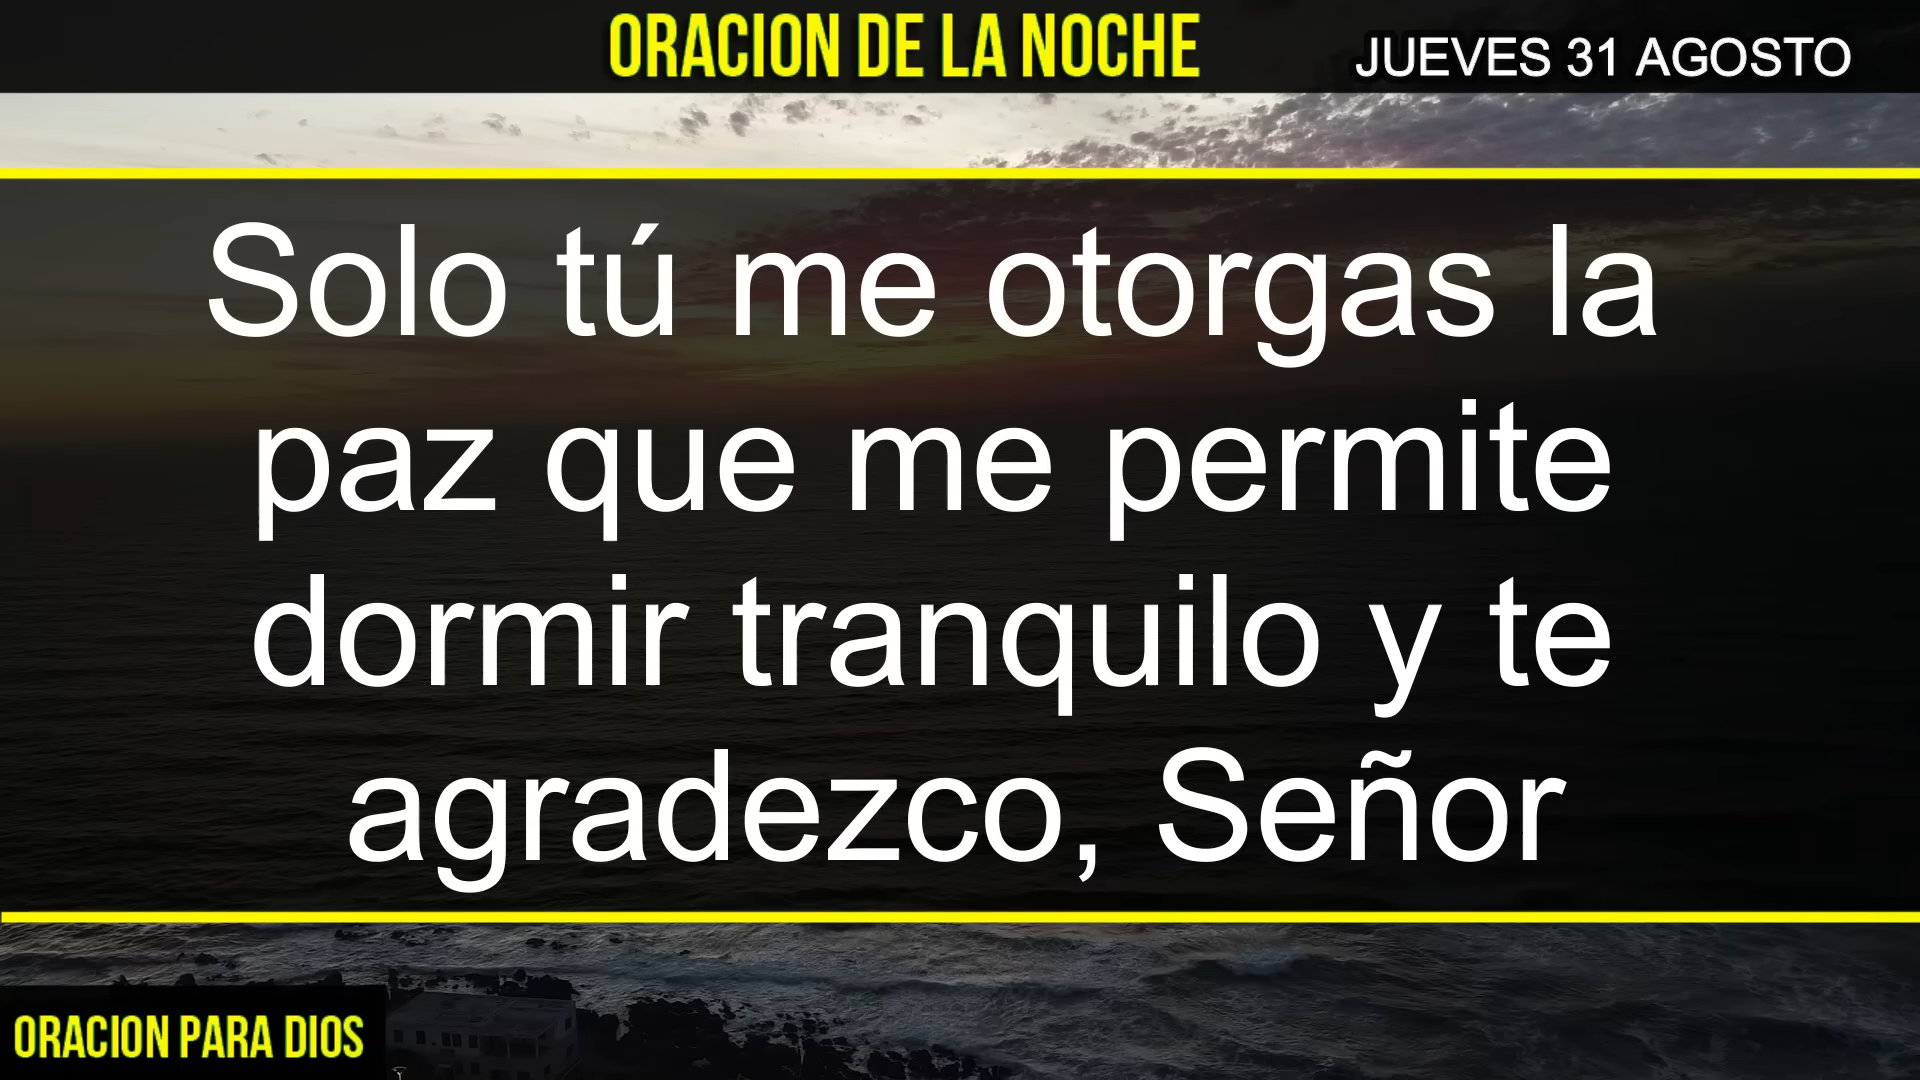 ORACION DE LA NOCHE
JUEVES 31 AGOSTO
Solo tú me otorgas la
paz que me permite
dormir tranquilo y te
agradezco, Señor
ORACION PARA DIOS